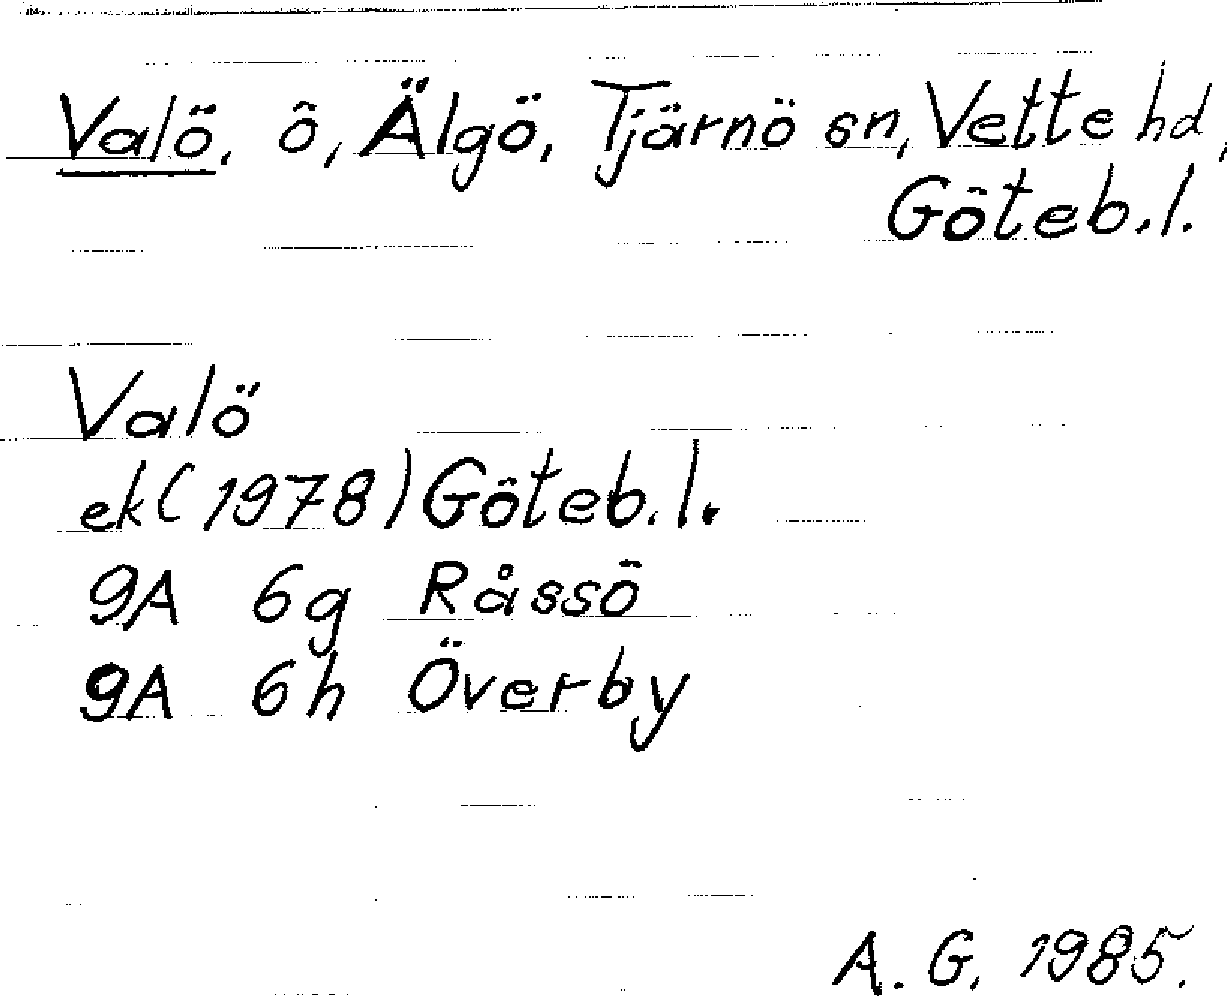 Valö, ö, Älgö, Tjärnö sn, Vette hd,
Göteb.l.
Valö
ek (1978) Göteb.l.
9A 6g Råssö
9A 6h Överby
A. G. 1985.